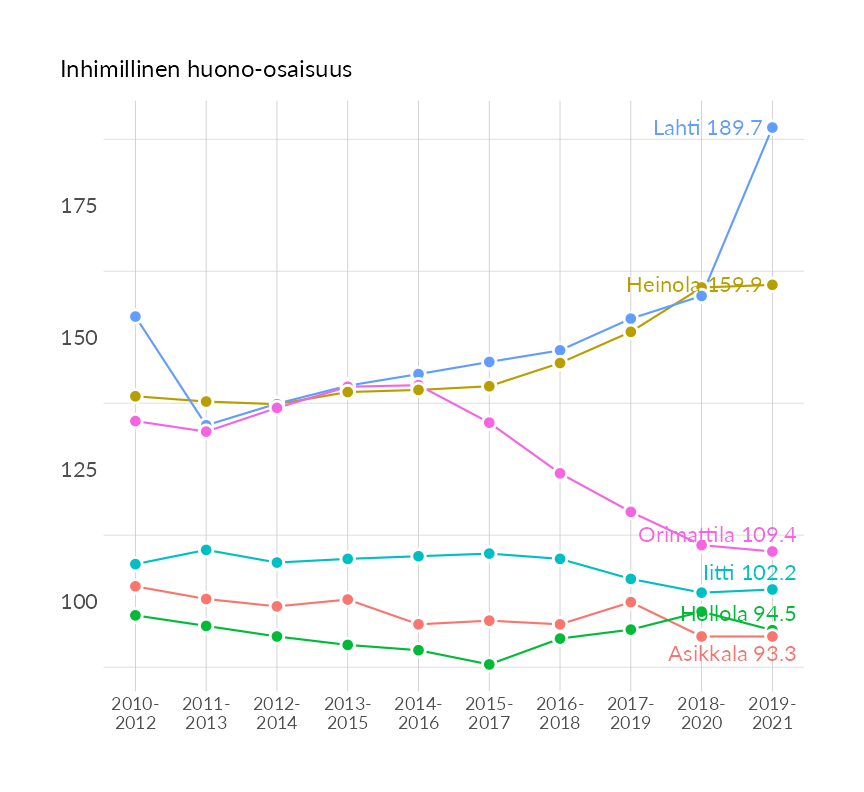 Inhimillinen huono-osaisuus
Lahti 189.7
175
Heinola 159.9
150
125
Orimattila 109.4
Iitti 102.2
100
Hollola 94.5
Asikkala 93.3
2010- 2011- 2012- 2013- 2014- 2015- 2016- 2017- 2018- 2019-
2012 2013 2014 2015 2016 2017 2018 2019 2020 2021